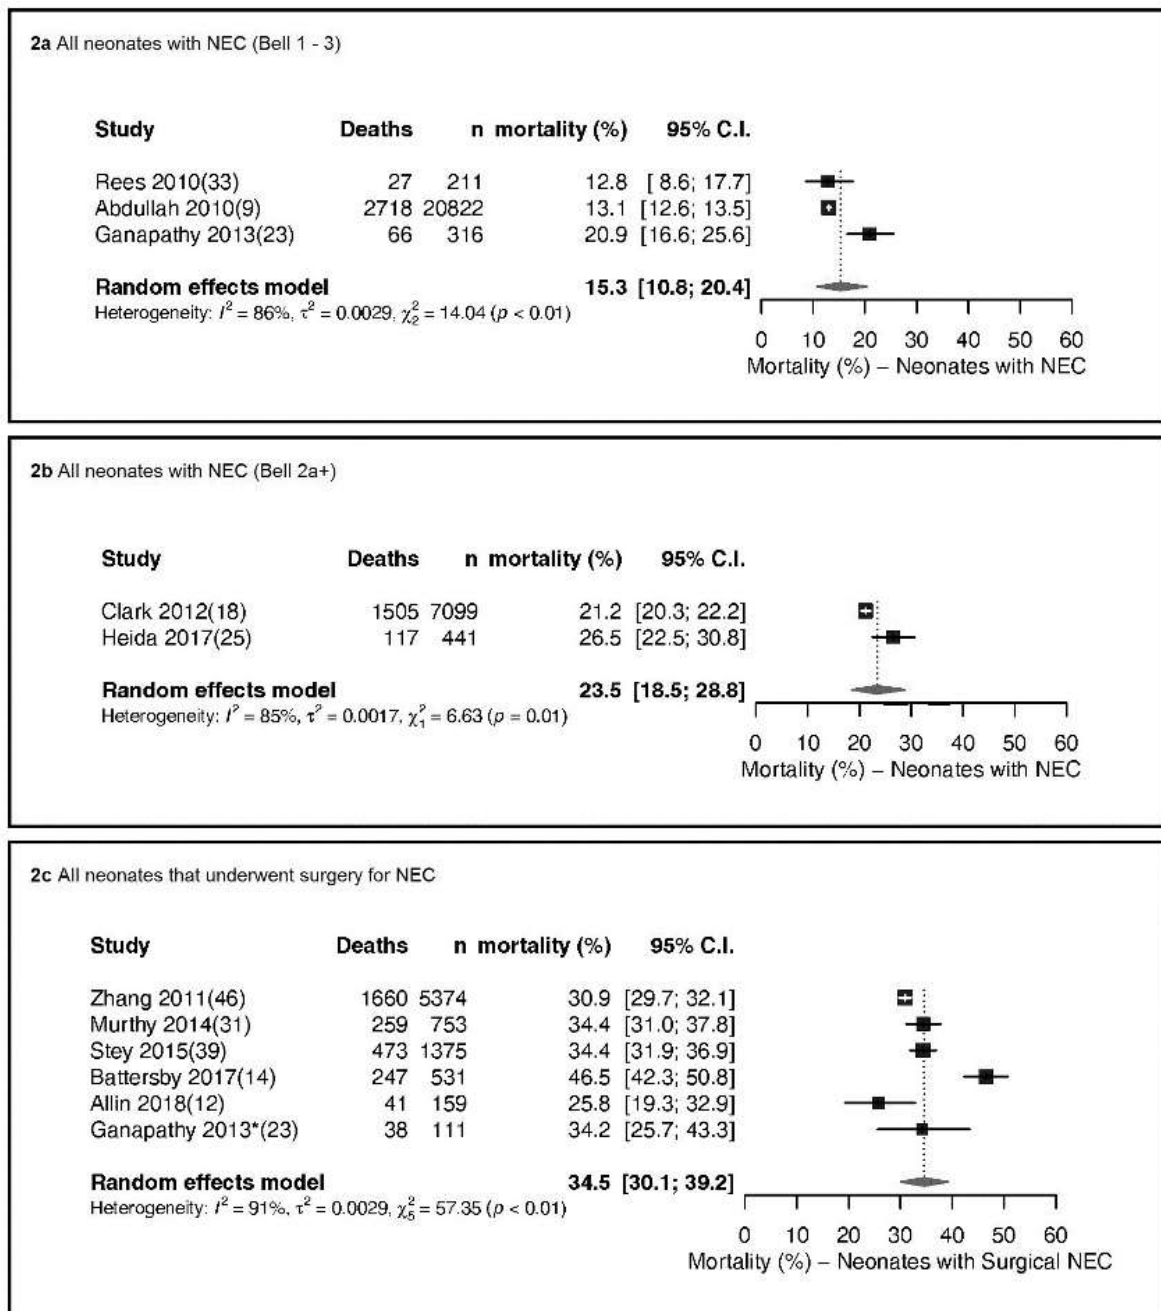 2a All neonates with NEC (Bell 1 - 3)
Study Deaths n mortality (%) 95% C.I.
Rees 2010(33) 27 211 12.8 [ 8.6; 17.7]
Abdullah 2010(9) 2718 20822 13.1 [12.6; 13.5]
Ganapathy 2013(23) 66 316 20.9 [16.6; 25.6]
Random effects model 15.3 [10.8; 20.4]
Heterogeneity: I² = 86%, τ² = 0.0029, χ²₂ = 14.04 (p < 0.01)
0 10 20 30 40 50 60
Mortality (%) – Neonates with NEC
2b All neonates with NEC (Bell 2a+)
Study Deaths n mortality (%) 95% C.I.
Clark 2012(18) 1505 7099 21.2 [20.3; 22.2]
Heida 2017(25) 117 441 26.5 [22.5; 30.8]
Random effects model 23.5 [18.5; 28.8]
Heterogeneity: I² = 85%, τ² = 0.0017, χ²₁ = 6.63 (p = 0.01)
0 10 20 30 40 50 60
Mortality (%) – Neonates with NEC
2c All neonates that underwent surgery for NEC
Study Deaths n mortality (%) 95% C.I.
Zhang 2011(46) 1660 5374 30.9 [29.7; 32.1]
Murthy 2014(31) 259 753 34.4 [31.0; 37.8]
Stey 2015(39) 473 1375 34.4 [31.9; 36.9]
Battersby 2017(14) 247 531 46.5 [42.3; 50.8]
Allin 2018(12) 41 159 25.8 [19.3; 32.9]
Ganapathy 2013*(23) 38 111 34.2 [25.7; 43.3]
Random effects model 34.5 [30.1; 39.2]
Heterogeneity: I² = 91%, τ² = 0.0029, χ²₅ = 57.35 (p < 0.01)
0 10 20 30 40 50 60
Mortality (%) – Neonates with Surgical NEC